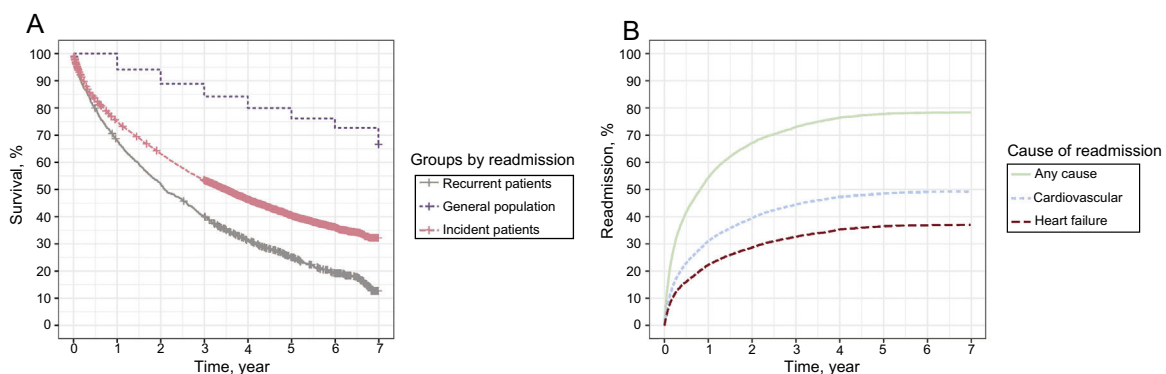 A
100
90
80
70
60
50
40
30
20
10
0
Survival, %
0 1 2 3 4 5 6 7
Time, year
Groups by readmission
Recurrent patients
General population
Incident patients
B
100
90
80
70
60
50
40
30
20
10
0
Readmission, %
0 1 2 3 4 5 6 7
Time, year
Cause of readmission
Any cause
Cardiovascular
Heart failure